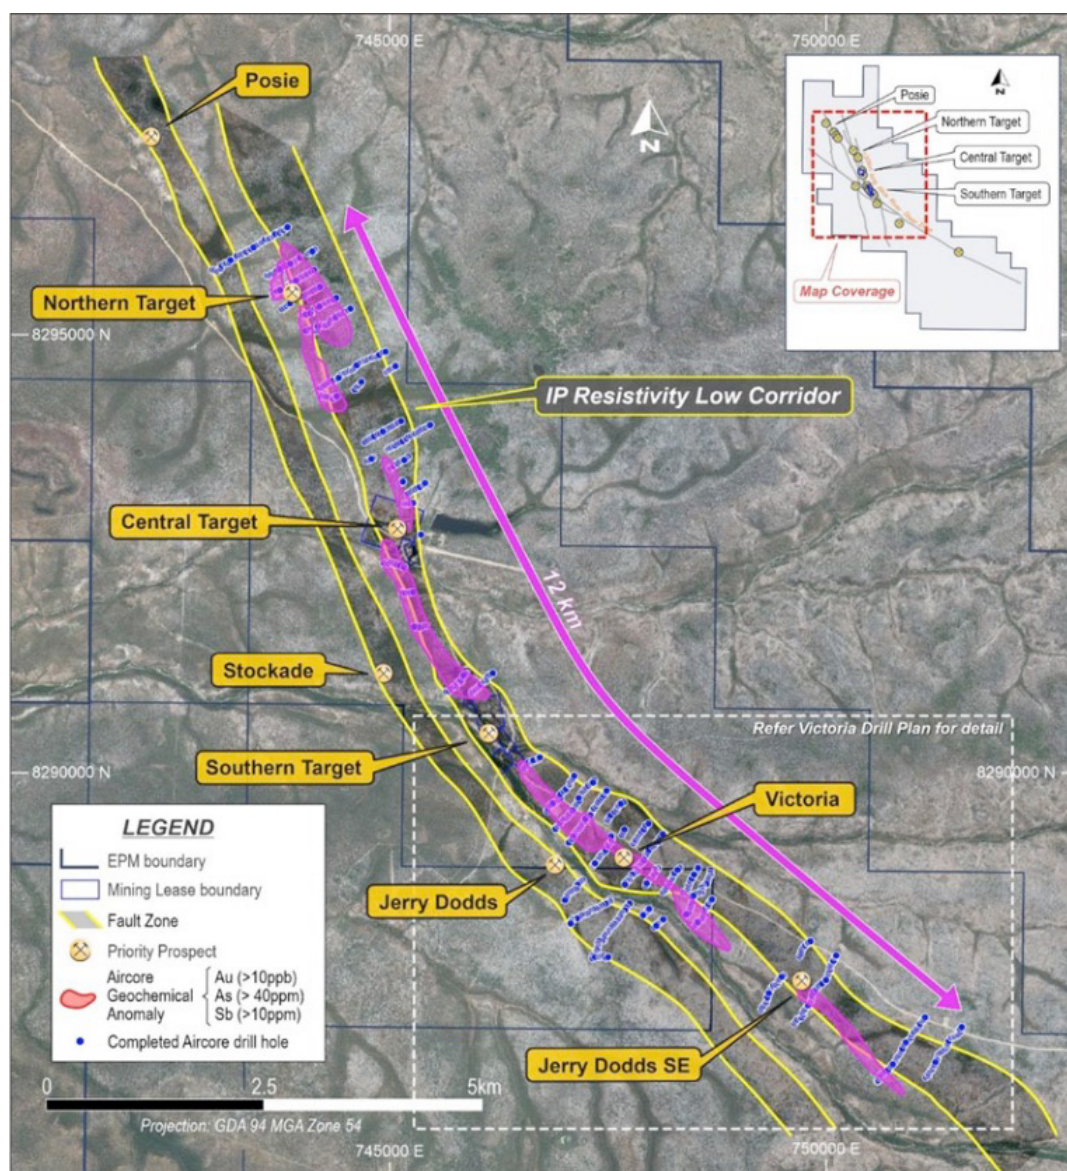 745000 E
750000 E
Posie
N
N
Posie
Northern Target
Central Target
Southern Target
Map Coverage
Northern Target
8295000 N
IP Resistivity Low Corridor
Central Target
12 km
Stockade
Refer Victoria Drill Plan for detail
Southern Target
8290000 N
8290000 N
Victoria
LEGEND
EPM boundary
Mining Lease boundary
Fault Zone
Priority Prospect
Aircore
Geochemical
Anomaly
Au (>10ppb)
As (> 40ppm)
Sb (>10ppm)
Completed Aircore drill hole
Jerry Dodds
Jerry Dodds SE
0
2.5
5km
Projection: GDA 94 MGA Zone 54
745000 E
750000 E